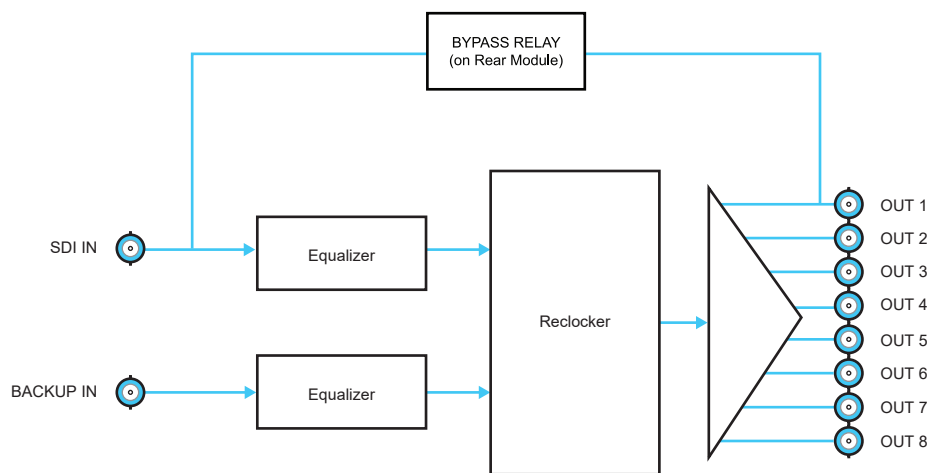 BYPASS RELAY
(on Rear Module)
SDI IN
Equalizer
BACKUP IN
Equalizer
Reclocker
OUT 1
OUT 2
OUT 3
OUT 4
OUT 5
OUT 6
OUT 7
OUT 8